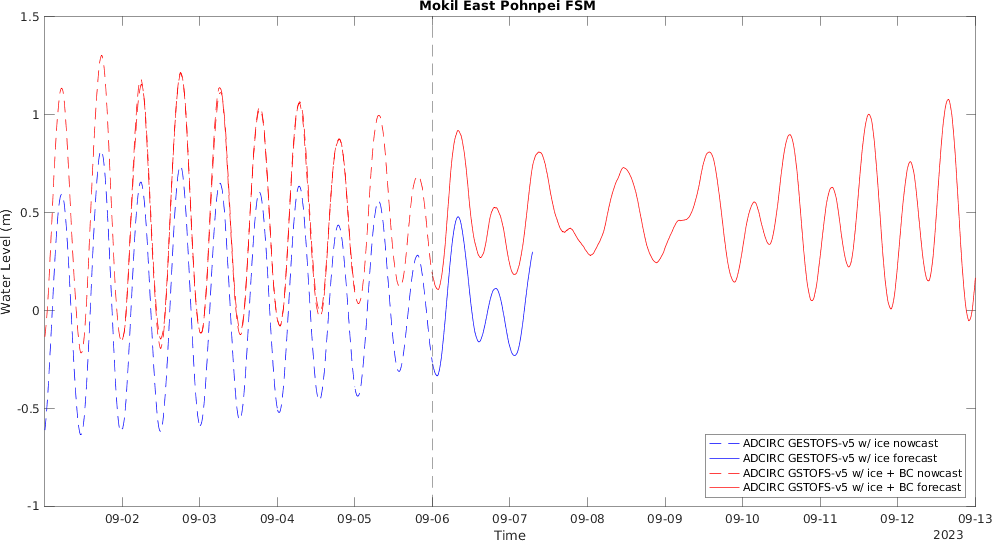 Mokil East Pohnpei FSM
1.5
1
0.5
0
-0.5
-1
Water Level (m)
09-02 09-03 09-04 09-05 09-06 09-07 09-08 09-09 09-10 09-11 09-12 09-13
Time
2023
ADCIRC GESTOFS-v5 w/ ice nowcast
ADCIRC GESTOFS-v5 w/ ice forecast
ADCIRC GSTOFS-v5 w/ ice + BC nowcast
ADCIRC GSTOFS-v5 w/ ice + BC forecast